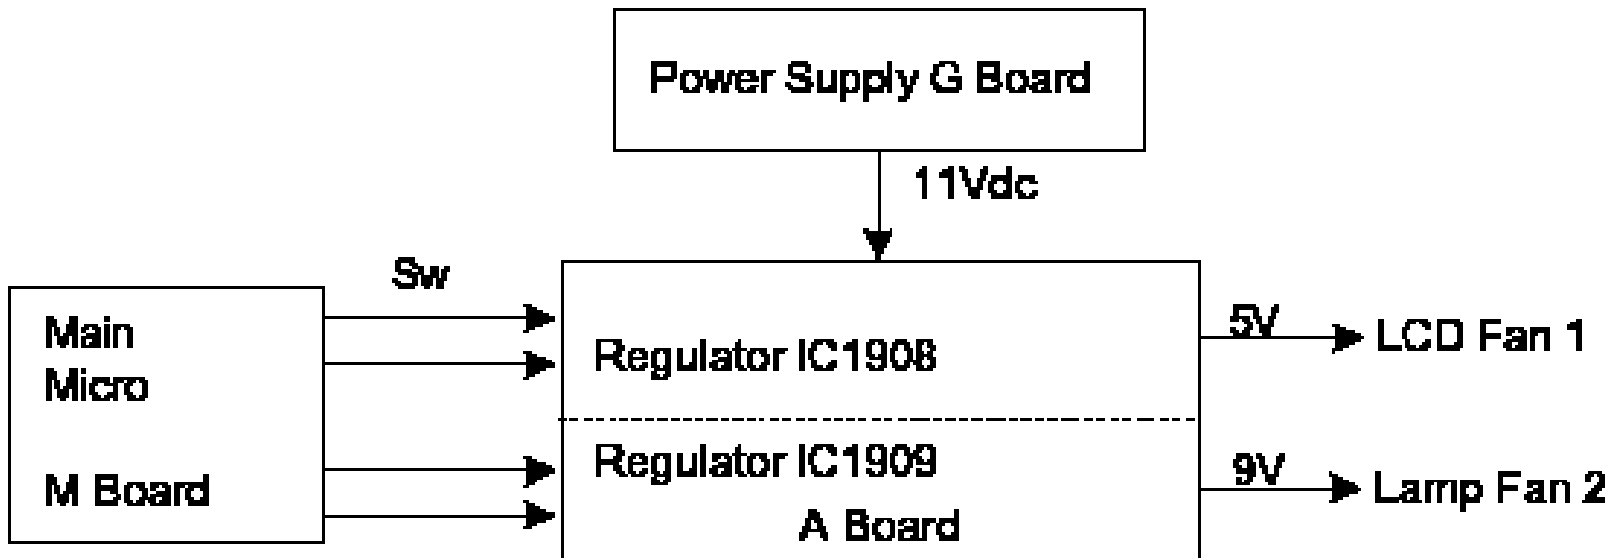 Power Supply G Board
11Vdc
Sw
Main
Micro
M Board
Regulator IC1908
Regulator IC1909
A Board
5V
LCD Fan 1
9V
Lamp Fan 2